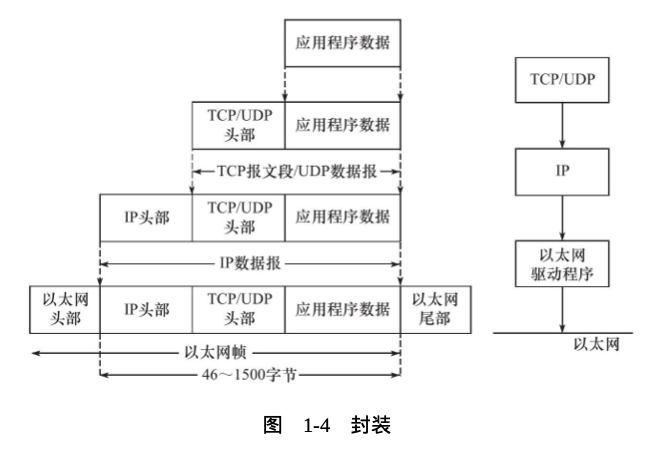 应用程序数据
TCP/UDP
头部
应用程序数据
TCP报文段/UDP数据报
IP头部
TCP/UDP
头部
应用程序数据
IP数据报
以太网
头部
IP头部
TCP/UDP
头部
应用程序数据
以太网
尾部
以太网帧
46～1500字节
TCP/UDP
IP
以太网
驱动程序
以太网
图 1-4 封装